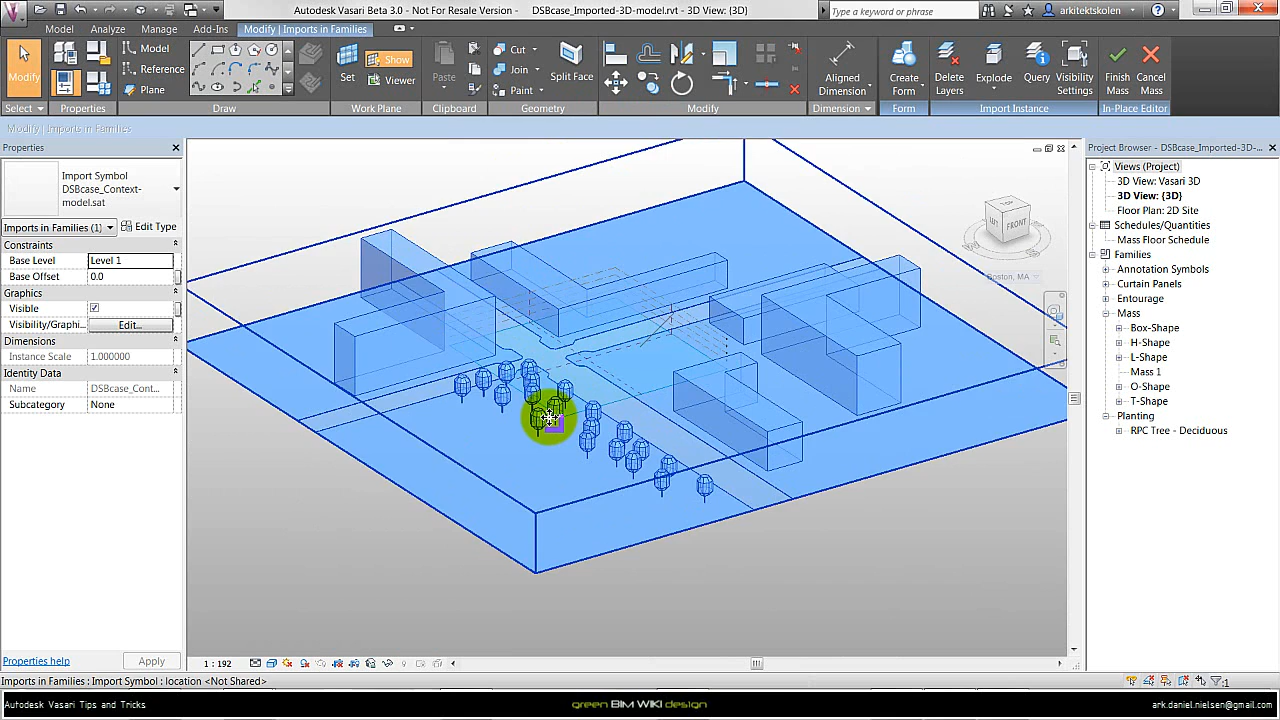 Autodesk Vasari Beta 3.0 - Not For Resale Version - DSBcase_Imported-3D-model.rvt - 3D View: {3D}
Type a keyword or phrase
arkitektskolen
Model Analyze Manage Add-Ins Modify | Imports in Families
Modify
Model
Reference
Plane
Set
Show
Viewer
Paste
Cut
Join
Paint
Split Face
Aligned Dimension
Create Form
Delete Layers
Explode
Query
Visibility Settings
Finish Mass
Cancel Mass
Select Properties Draw Work Plane Clipboard Geometry Modify Dimension Form Import Instance In-Place Editor
Modify | Imports in Families
Properties
Import Symbol
DSBcase_Context-
model.sat
Imports in Families (1)
Edit Type
Constraints
Base Level Level 1
Base Offset 0.0
Graphics
Visible
Visibility/Graphi... Edit...
Dimensions
Instance Scale 1.000000
Identity Data
Name DSBcase_Cont...
Subcategory None
Properties help
Apply
TOP
LEFT
FRONT
Boston, MA
Project Browser - DSBcase_Imported-3D-...
Views (Project)
3D View: Vasari 3D
3D View: {3D}
Floor Plan: 2D Site
Schedules/Quantities
Mass Floor Schedule
Families
Annotation Symbols
Curtain Panels
Entourage
Mass
Box-Shape
H-Shape
L-Shape
Mass 1
O-Shape
T-Shape
Planting
RPC Tree - Deciduous
1 : 192
Imports in Families : Import Symbol : location <Not Shared>
:1
Autodesk Vasari Tips and Tricks
green BIM WIKI design
ark.daniel.nielsen@gmail.com